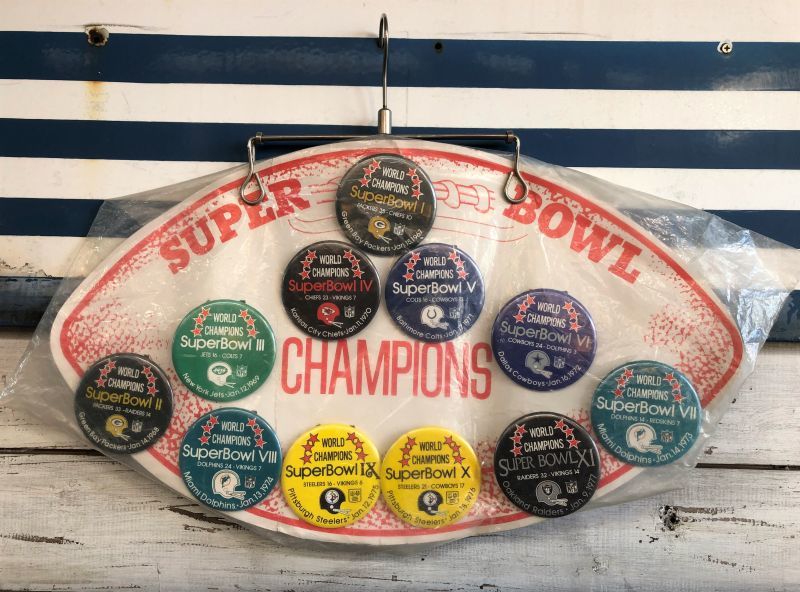 SUPER BOWL
CHAMPIONS
WORLD
CHAMPIONS
SuperBowl I
PACKERS 35 - CHIEFS 10
Green Bay Packers • Jan. 15, 1967
WORLD
CHAMPIONS
SuperBowl IV
CHIEFS 23 - VIKINGS 7
Kansas City Chiefs • Jan. 11, 1970
WORLD
CHAMPIONS
SuperBowl V
COLTS 16 - COWBOYS
Baltimore Colts • Jan. 17, 1971
WORLD
CHAMPIONS
SuperBowl III
JETS 16 - COLTS 7
New York Jets • Jan. 12, 1969
WORLD
CHAMPIONS
SuperBowl VI
COWBOYS 24 - DOLPHINS
Dallas Cowboys • Jan. 16, 1972
WORLD
CHAMPIONS
SuperBowl II
PACKERS 33 - RAIDERS 14
Green Bay Packers • Jan. 14, 1968
WORLD
CHAMPIONS
SuperBowl VII
DOLPHINS 14 - REDSKINS 7
Miami Dolphins • Jan. 14, 1973
WORLD
CHAMPIONS
SuperBowl VIII
DOLPHINS 24 - VIKINGS 7
Miami Dolphins • Jan. 13, 1974
WORLD
CHAMPIONS
SuperBowl IX
STEELERS 16 - VIKINGS 6
Pittsburgh Steelers • Jan. 12, 1975
WORLD
CHAMPIONS
SuperBowl X
STEELERS 21 - COWBOYS 17
Pittsburgh Steelers • Jan. 18, 1976
WORLD
CHAMPIONS
SUPER BOWL XI
RAIDERS 32 - VIKINGS 14
Oakland Raiders • Jan. 9, 1977